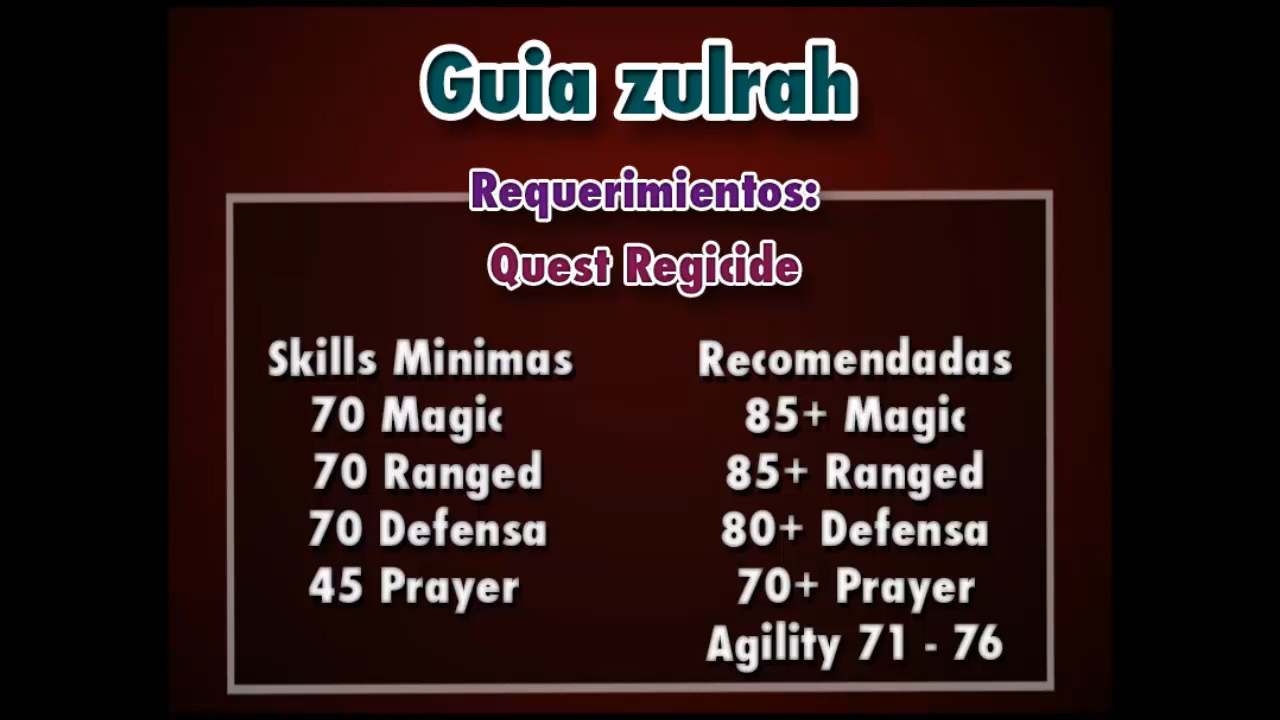 Guia zulrah
Requerimientos:
Quest Regicide
Skills Minimas
70 Magic
70 Ranged
70 Defensa
45 Prayer
Recomendadas
85+ Magic
85+ Ranged
80+ Defensa
70+ Prayer
Agility 71 - 76